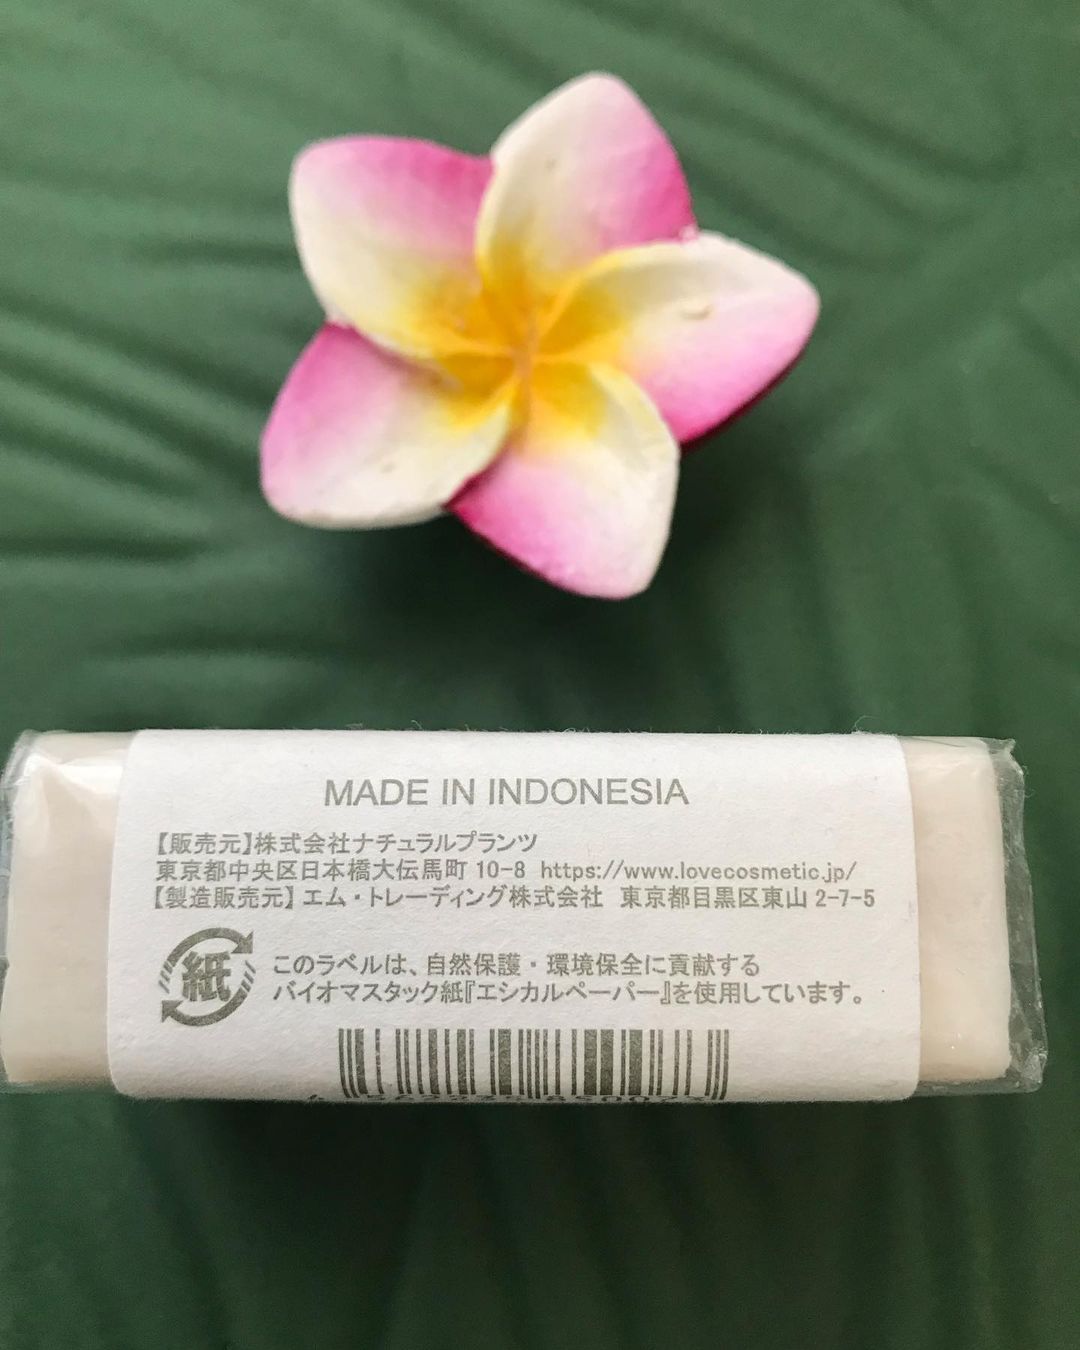 MADE IN INDONESIA
【販売元】株式会社ナチュラルプランツ
東京都中央区日本橋大伝馬町 10-8 https://www.lovecosmetic.jp/
【製造販売元】エム・トレーディング株式会社 東京都目黒区東山 2-7-5
紙
このラベルは、自然保護・環境保全に貢献する
バイオマスタック紙『エシカルペーパー』を使用しています。